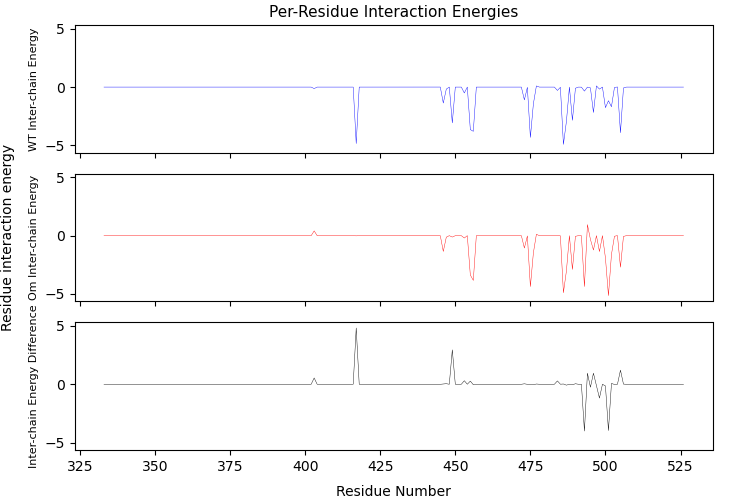 Per-Residue Interaction Energies
Residue interaction energy
WT Inter-chain Energy
5
0
−5
Om Inter-chain Energy
5
0
−5
Inter-chain Energy Difference
5
0
−5
325 350 375 400 425 450 475 500 525
Residue Number